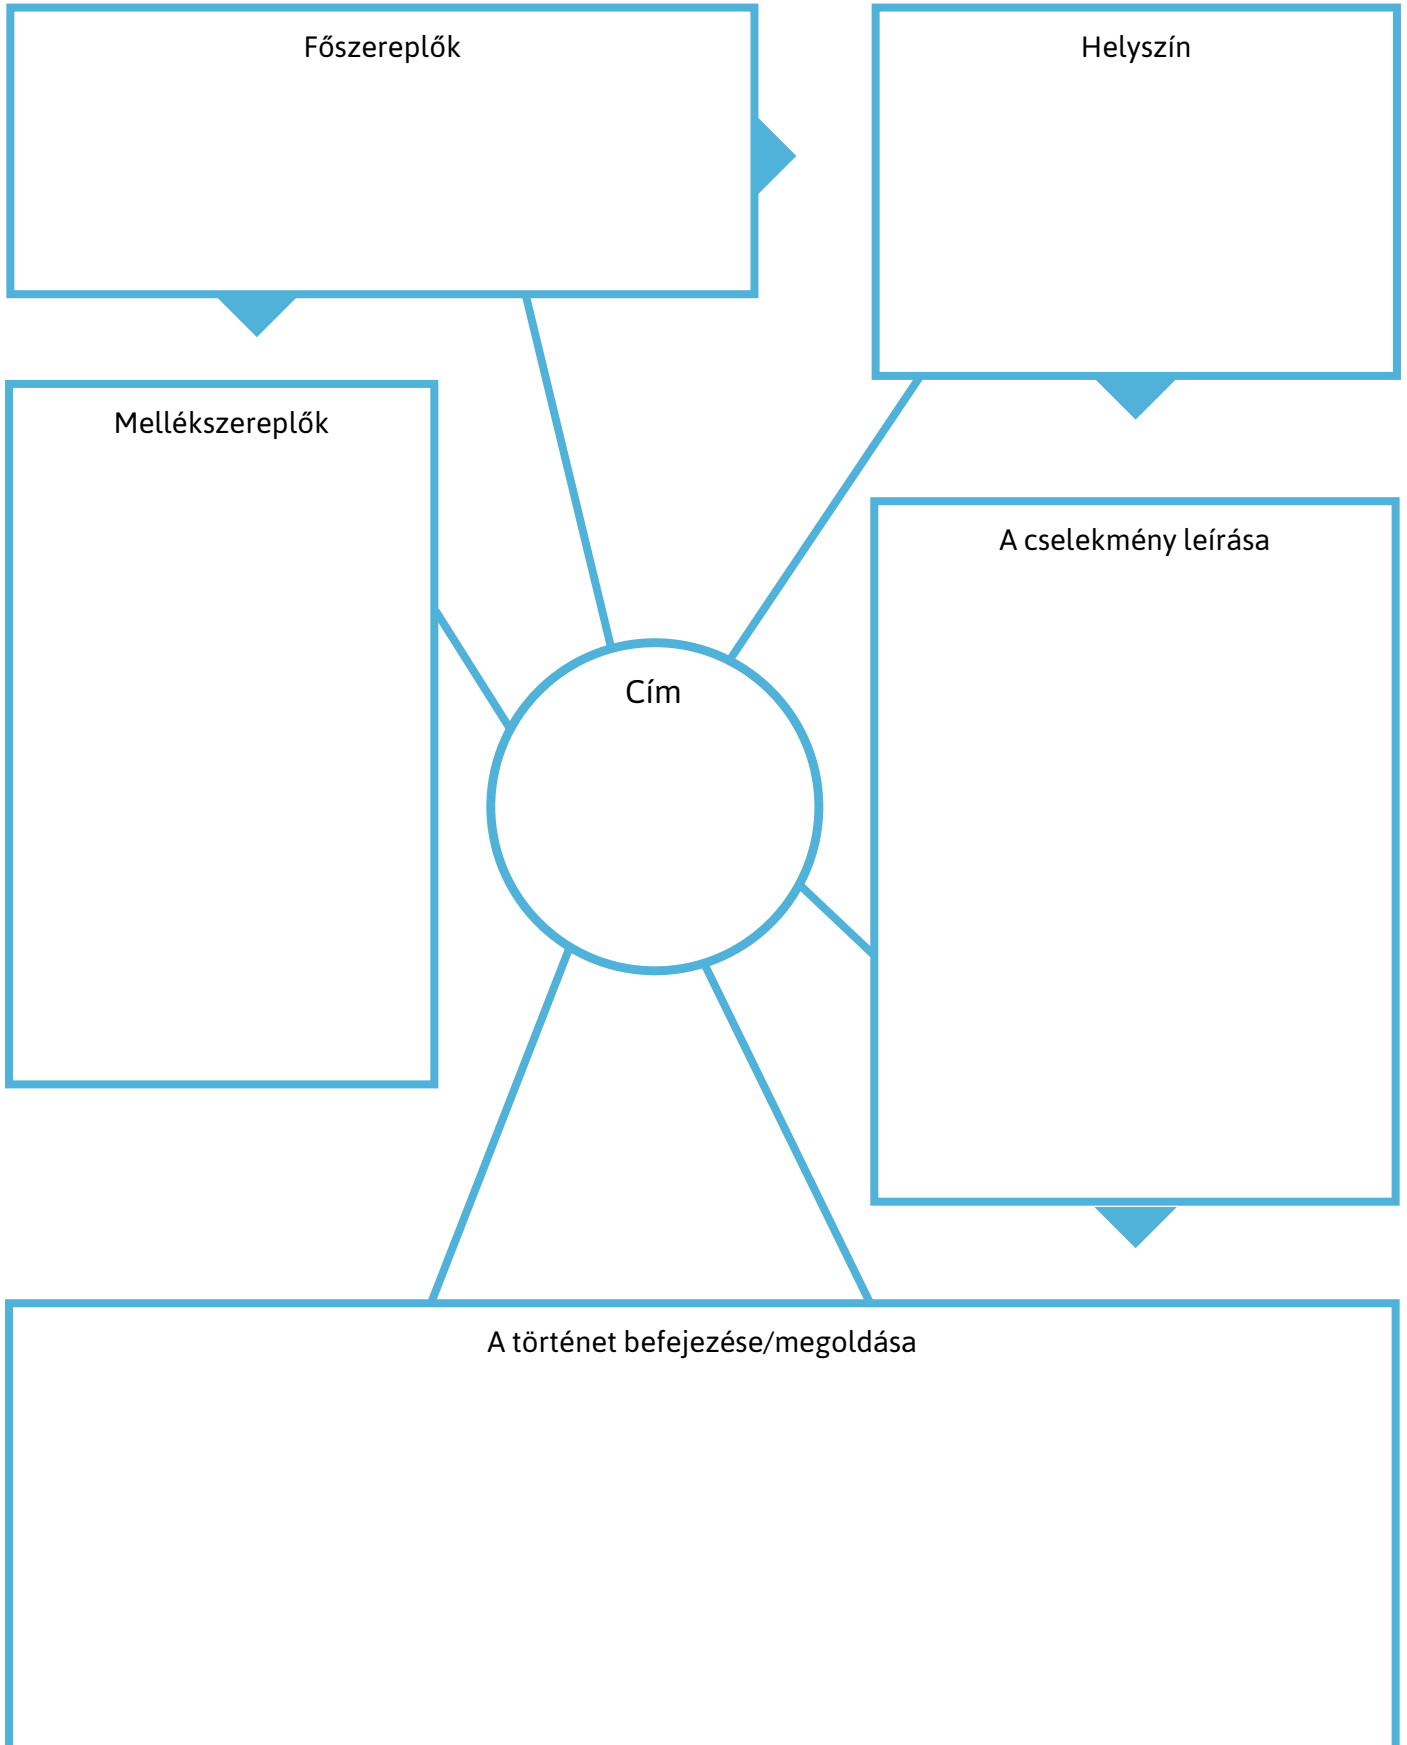 Főszereplők
Helyszín
Mellékszereplők
A cselekmény leírása
Cím
A történet befejezése/megoldása